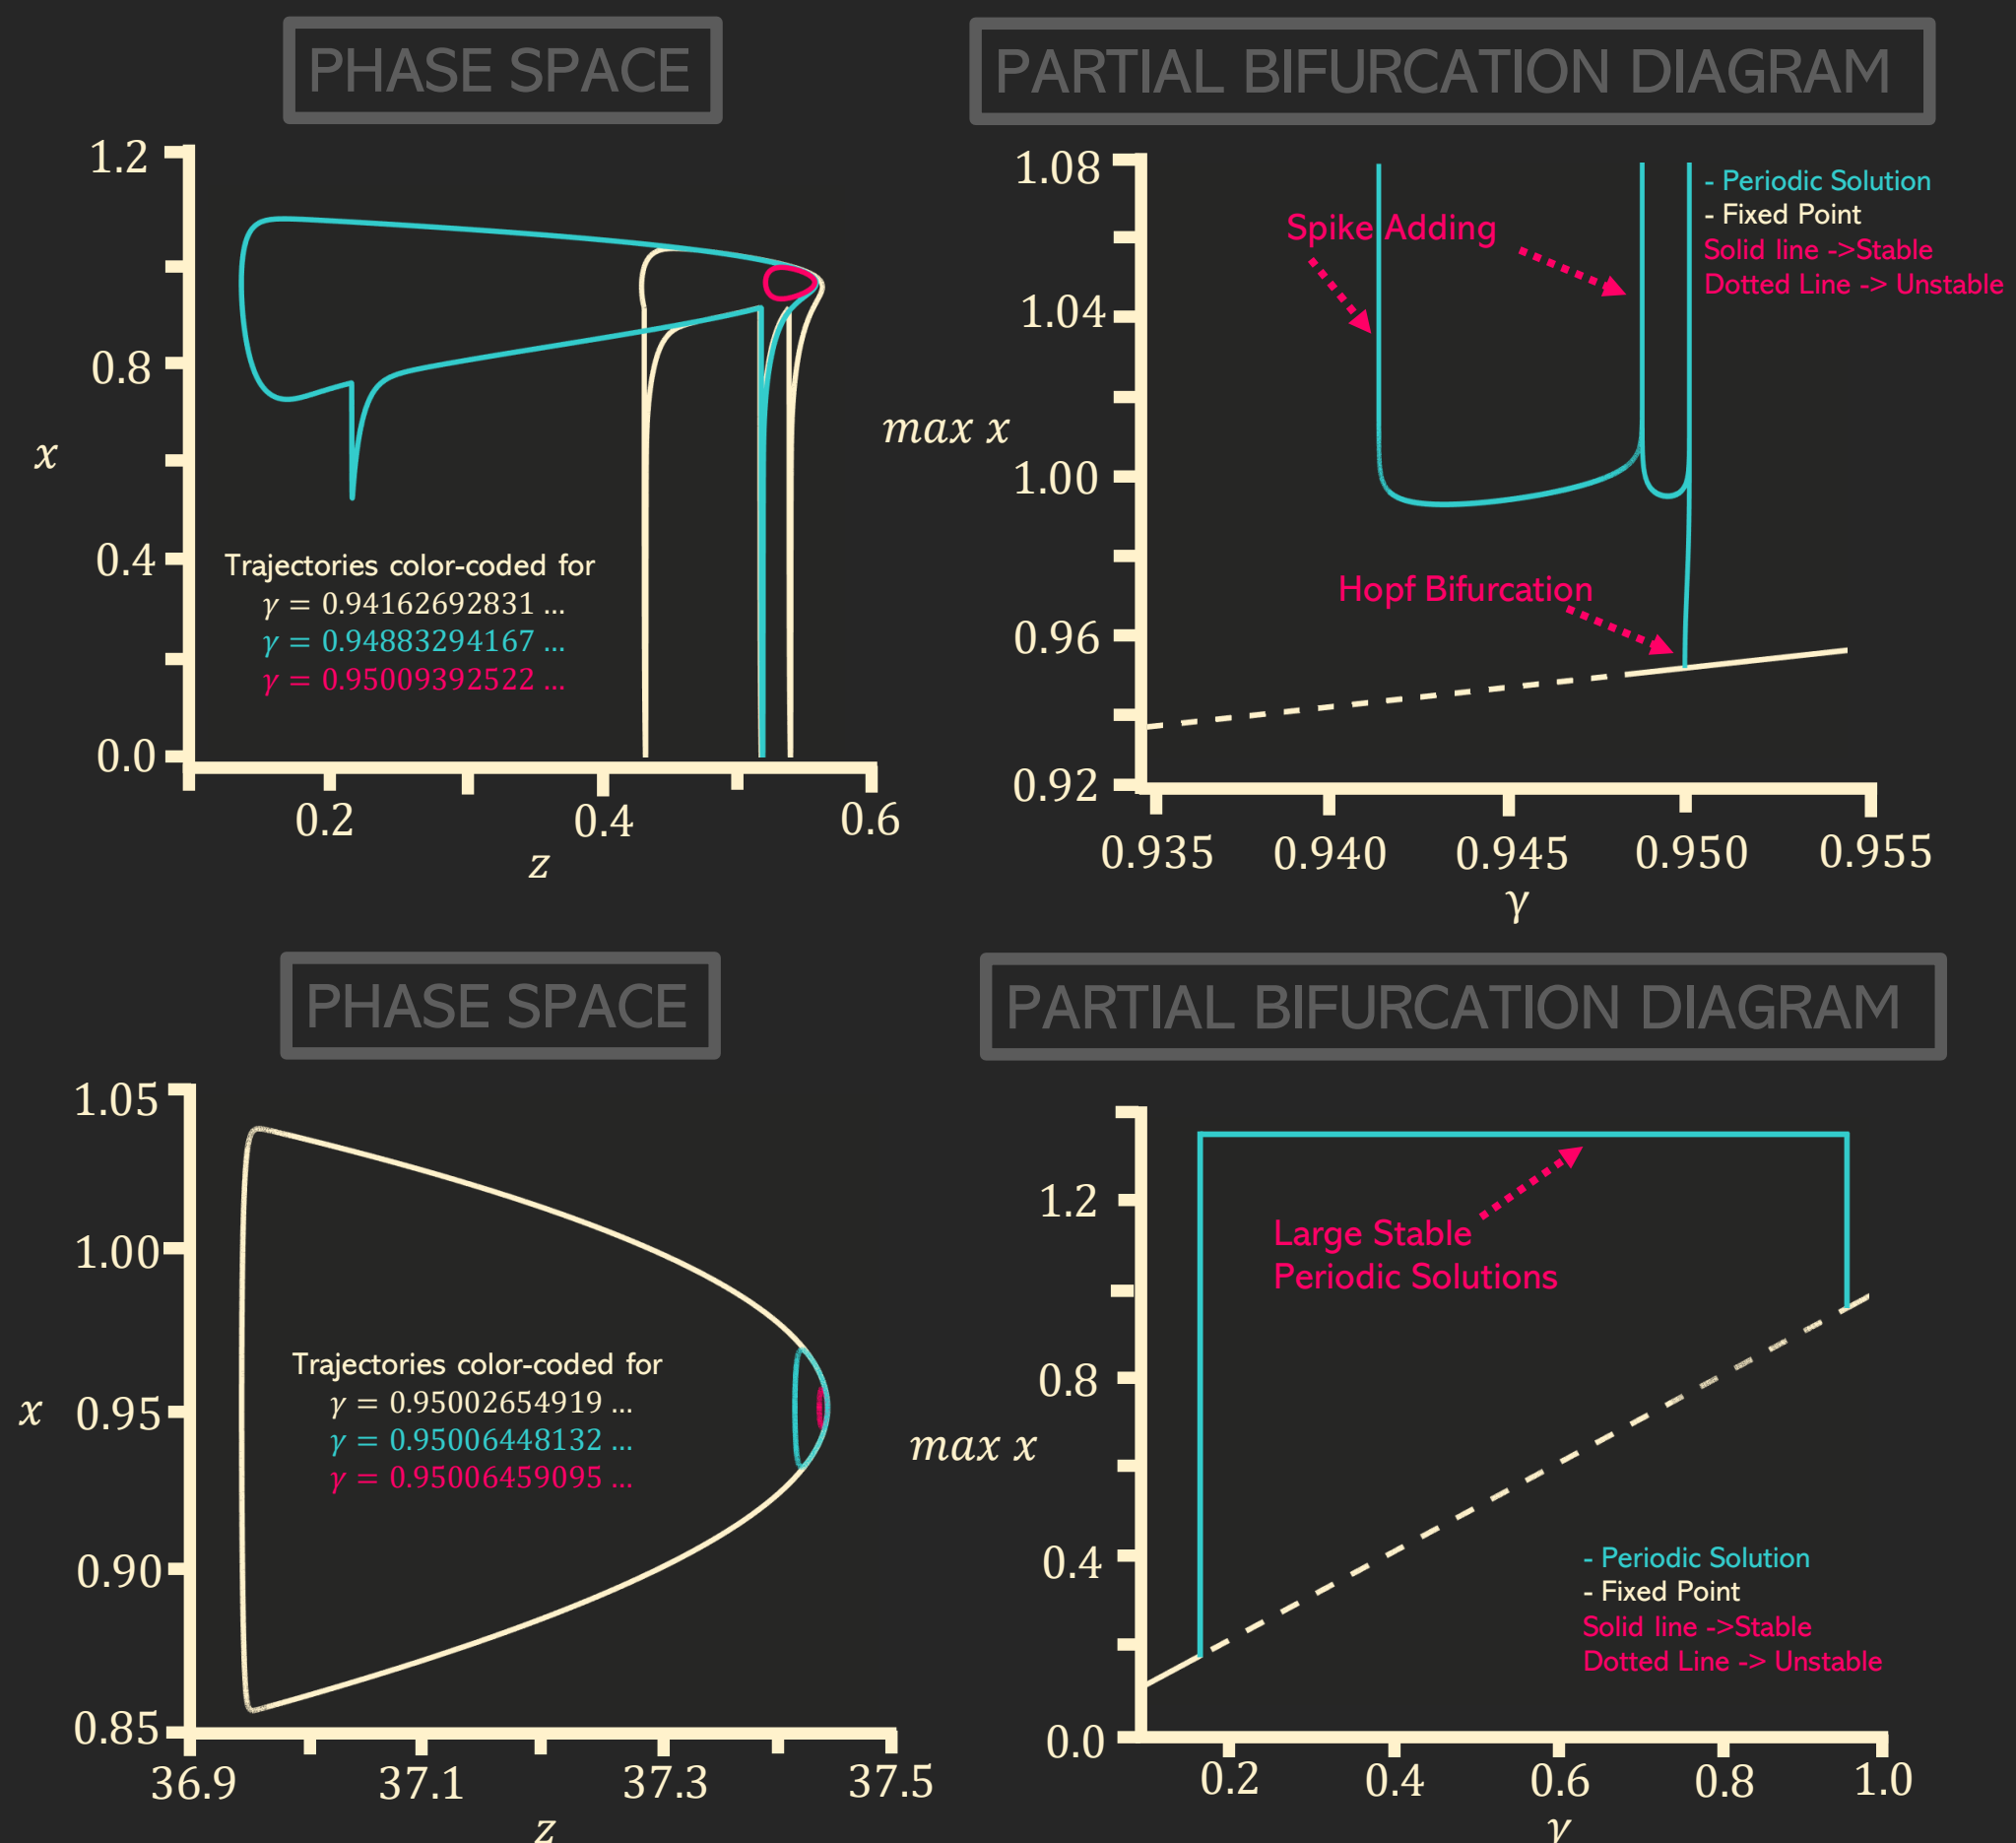 PHASE SPACE
1.2
0.8
0.4
0.0
x
0.2
0.4
0.6
z
Trajectories color-coded for
γ = 0.94162692831 ...
γ = 0.94883294167 ...
γ = 0.95009392522 ...
PARTIAL BIFURCATION DIAGRAM
1.08
1.04
1.00
0.96
0.92
max x
0.935
0.940
0.945
0.950
0.955
γ
Spike Adding
Hopf Bifurcation
- Periodic Solution
- Fixed Point
Solid line ->Stable
Dotted Line -> Unstable
PHASE SPACE
1.05
1.00
0.95
0.90
0.85
x
36.9
37.1
37.3
37.5
z
Trajectories color-coded for
γ = 0.95002654919 ...
γ = 0.95006448132 ...
γ = 0.95006459095 ...
PARTIAL BIFURCATION DIAGRAM
1.2
0.8
0.4
0.0
max x
0.2
0.4
0.6
0.8
1.0
γ
Large Stable
Periodic Solutions
- Periodic Solution
- Fixed Point
Solid line ->Stable
Dotted Line -> Unstable